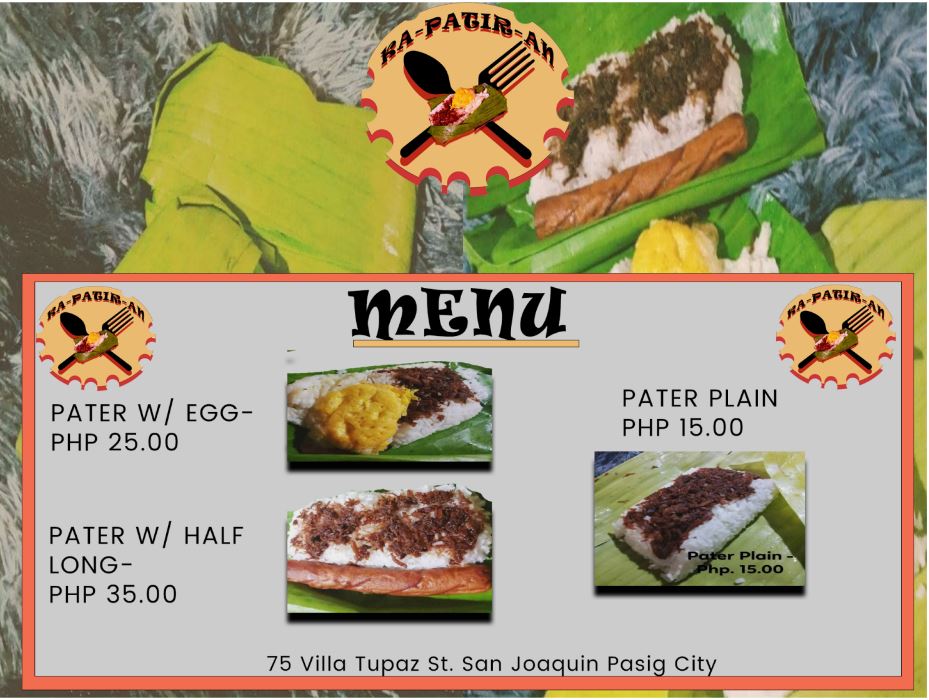 KA-PATIR-AN
MENU
KA-PATIR-AN
KA-PATIR-AN
PATER W/ EGG-
PHP 25.00
PATER PLAIN
PHP 15.00
Pater Plain -
Php. 15.00
PATER W/ HALF
LONG-
PHP 35.00
75 Villa Tupaz St. San Joaquin Pasig City